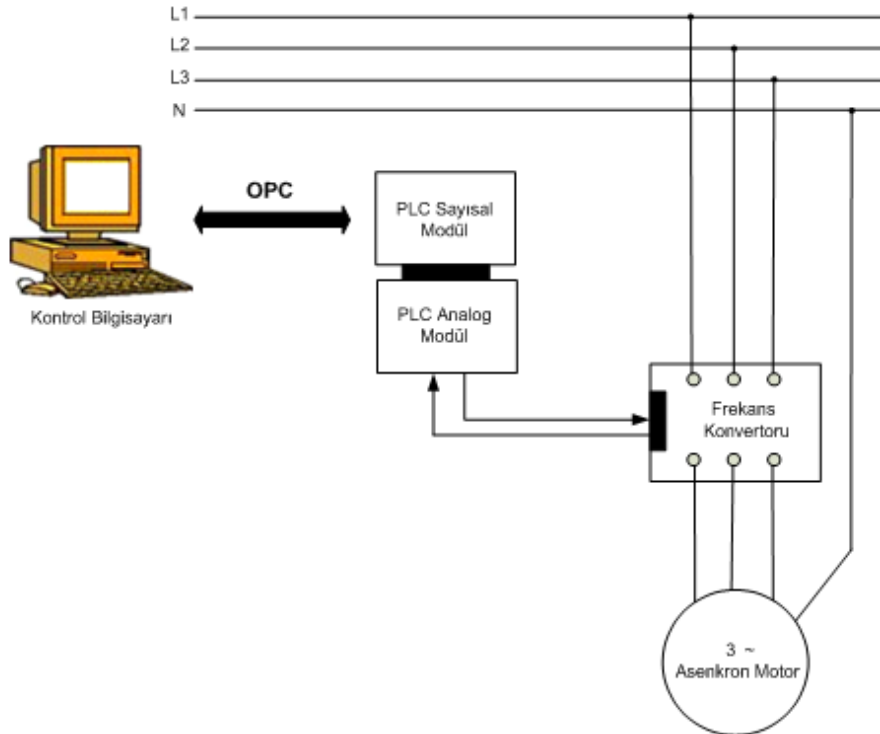 L1
L2
L3
N
OPC
PLC Sayısal
Modül
PLC Analog
Modül
Kontrol Bilgisayarı
Frekans
Konvertoru
3 ~
Asenkron Motor